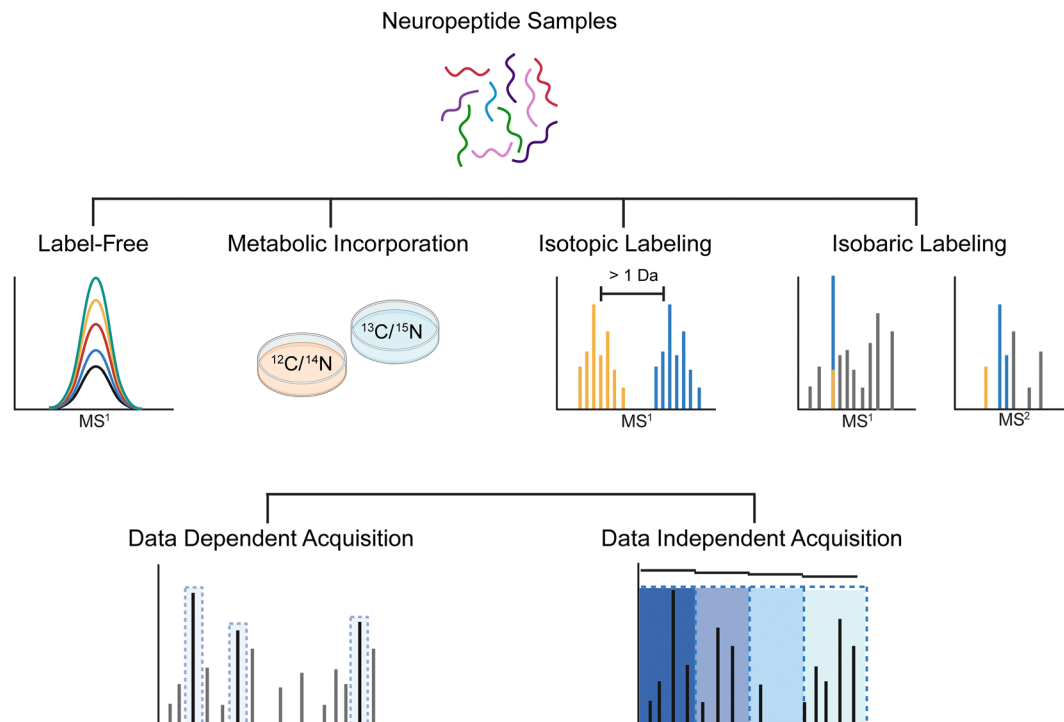 Neuropeptide Samples
Label-Free
Metabolic Incorporation
Isotopic Labeling
Isobaric Labeling
> 1 Da
¹²C/¹⁴N
¹³C/¹⁵N
MS¹
MS¹
MS¹
MS²
Data Dependent Acquisition
Data Independent Acquisition